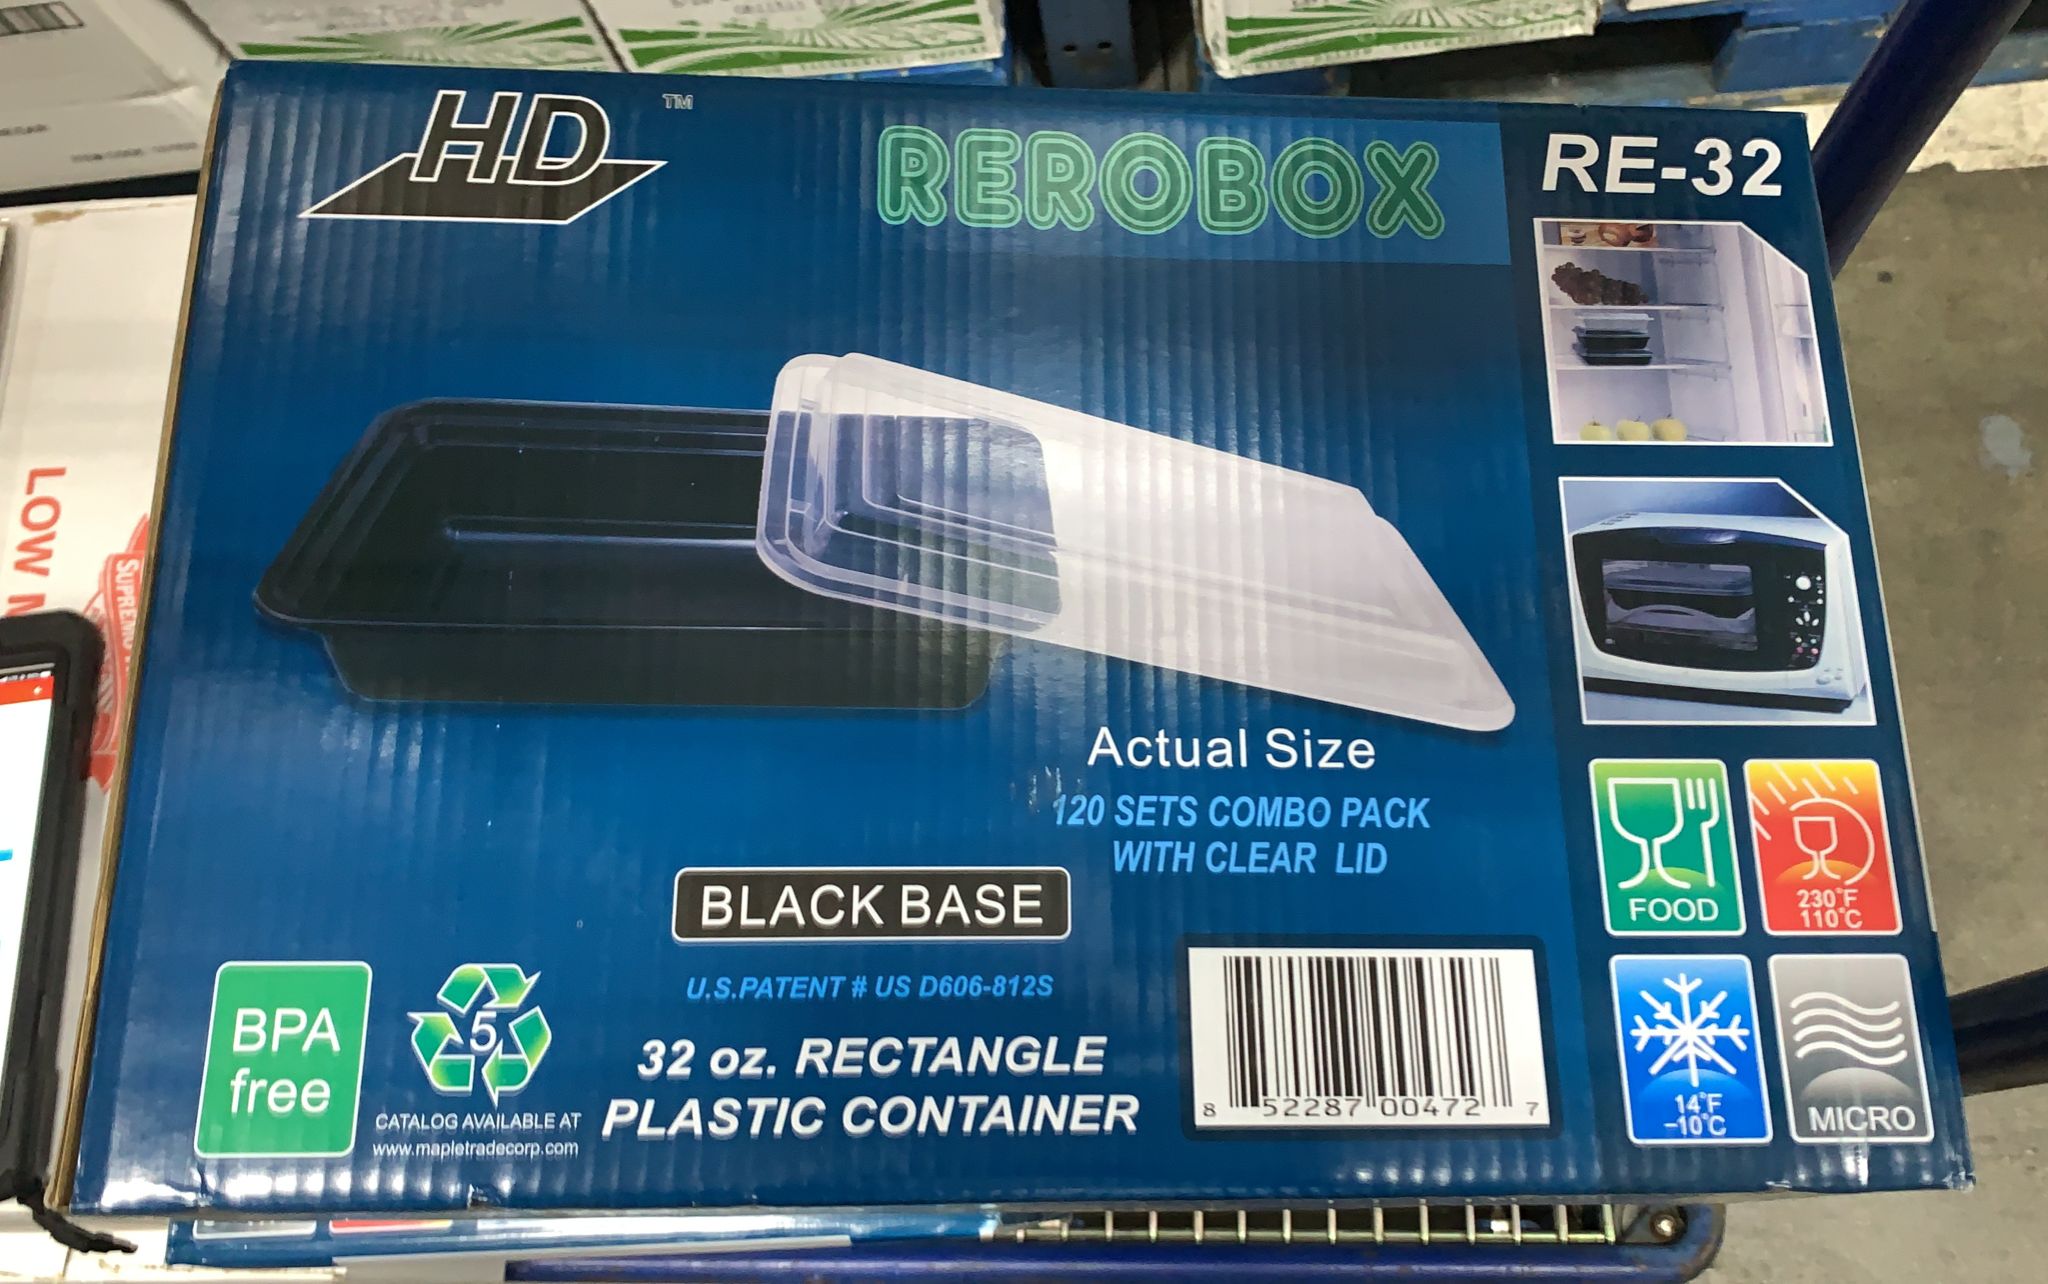 HD™
REROBOX
RE-32
Actual Size
120 SETS COMBO PACK
WITH CLEAR LID
BLACK BASE
U.S.PATENT # US D606-812S
32 oz. RECTANGLE
PLASTIC CONTAINER
BPA
free
5
CATALOG AVAILABLE AT
www.mapletradecorp.com
8 52287 00472 7
FOOD
230°F
110°C
14°F
-10°C
MICRO
LOW